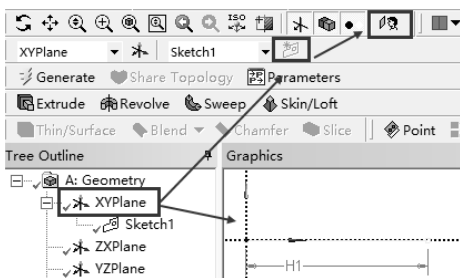 ISO
XYPlane Sketch1
Generate Share Topology Parameters
Extrude Revolve Sweep Skin/Loft
Thin/Surface Blend Chamfer Slice Point
Tree Outline Graphics
A: Geometry
XYPlane
Sketch1
ZXPlane
YZPlane
H1